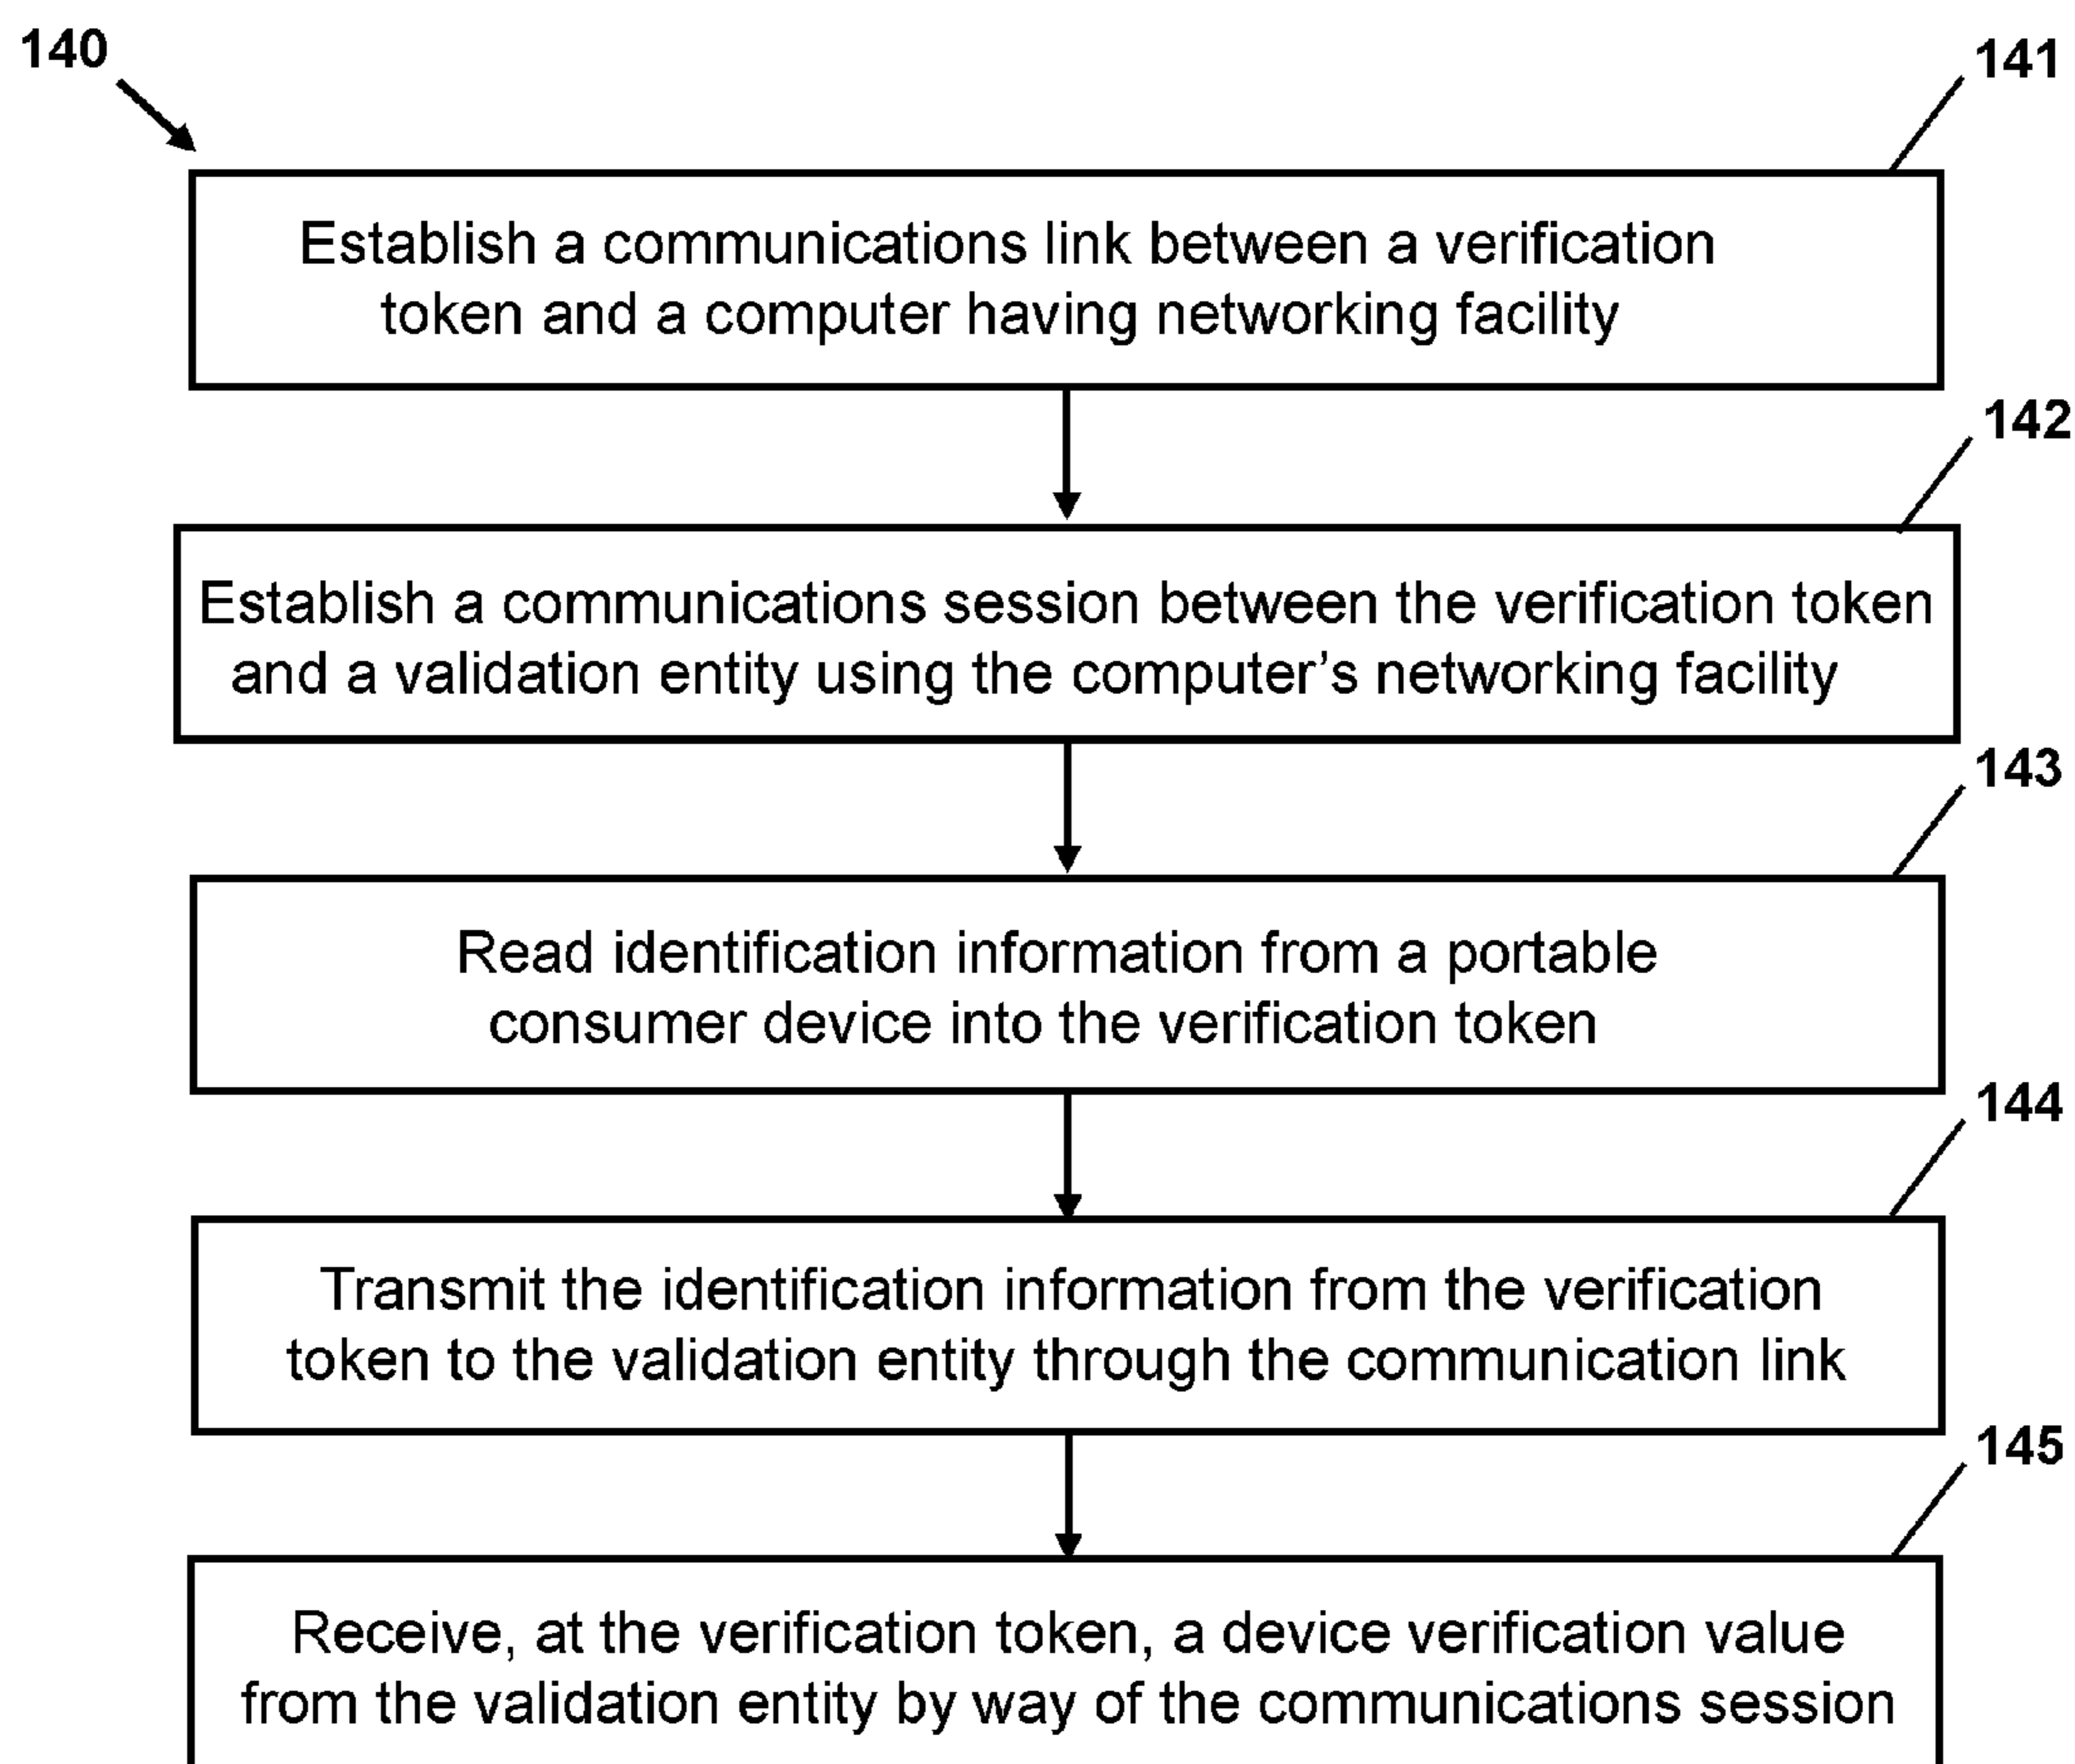 140
141
Establish a communications link between a verification
token and a computer having networking facility
142
Establish a communications session between the verification token
and a validation entity using the computer’s networking facility
143
Read identification information from a portable
consumer device into the verification token
144
Transmit the identification information from the verification
token to the validation entity through the communication link
145
Receive, at the verification token, a device verification value
from the validation entity by way of the communications session